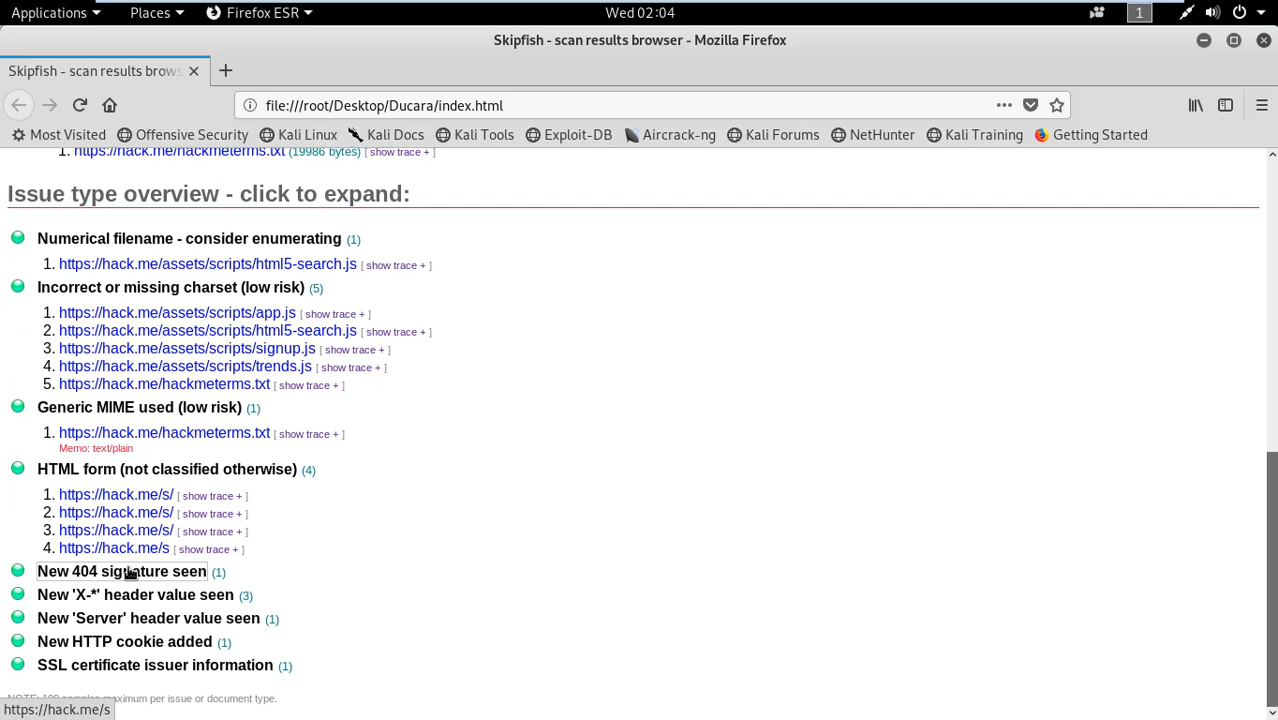 Applications Places Firefox ESR Wed 02:04 1
Skipfish - scan results browser - Mozilla Firefox
Skipfish - scan results brows
file:///root/Desktop/Ducara/index.html
Most Visited Offensive Security Kali Linux Kali Docs Kali Tools Exploit-DB Aircrack-ng Kali Forums NetHunter Kali Training Getting Started
1. https://hack.me/hackmeterms.txt (19986 bytes) [ show trace + ]
Issue type overview - click to expand:
Numerical filename - consider enumerating (1)
1. https://hack.me/assets/scripts/html5-search.js [ show trace + ]
Incorrect or missing charset (low risk) (5)
1. https://hack.me/assets/scripts/app.js [ show trace + ]
2. https://hack.me/assets/scripts/html5-search.js [ show trace + ]
3. https://hack.me/assets/scripts/signup.js [ show trace + ]
4. https://hack.me/assets/scripts/trends.js [ show trace + ]
5. https://hack.me/hackmeterms.txt [ show trace + ]
Generic MIME used (low risk) (1)
1. https://hack.me/hackmeterms.txt [ show trace + ]
Memo: text/plain
HTML form (not classified otherwise) (4)
1. https://hack.me/s/ [ show trace + ]
2. https://hack.me/s/ [ show trace + ]
3. https://hack.me/s/ [ show trace + ]
4. https://hack.me/s [ show trace + ]
New 404 signature seen (1)
New 'X-*' header value seen (3)
New 'Server' header value seen (1)
New HTTP cookie added (1)
SSL certificate issuer information (1)
NOTE: 100 samples maximum per issue or document type.
https://hack.me/s